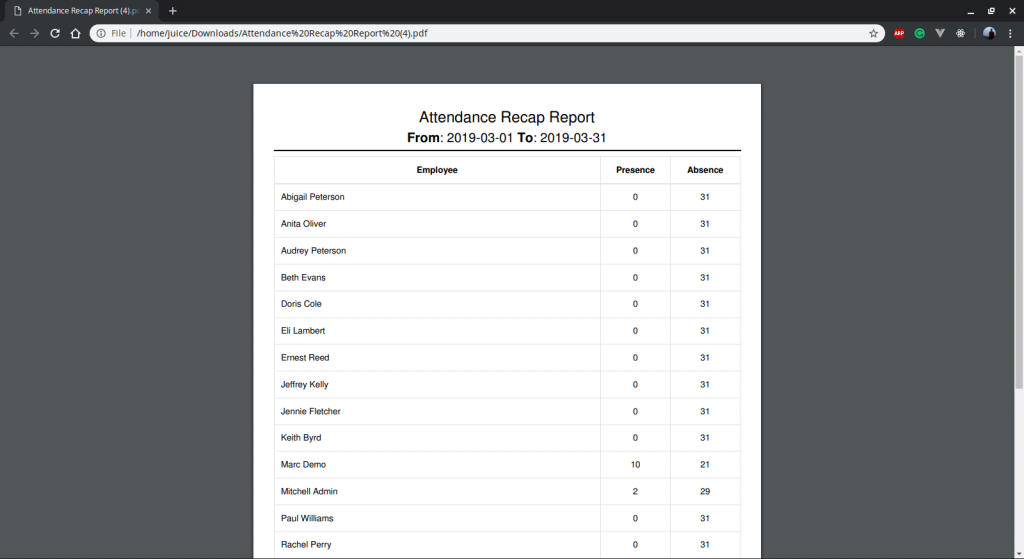 Attendance Recap Report (4).p
File | /home/juice/Downloads/Attendance%20Recap%20Report%20(4).pdf
ABP
Attendance Recap Report
From: 2019-03-01 To: 2019-03-31
Employee Presence Absence
Abigail Peterson 0 31
Anita Oliver 0 31
Audrey Peterson 0 31
Beth Evans 0 31
Doris Cole 0 31
Eli Lambert 0 31
Ernest Reed 0 31
Jeffrey Kelly 0 31
Jennie Fletcher 0 31
Keith Byrd 0 31
Marc Demo 10 21
Mitchell Admin 2 29
Paul Williams 0 31
Rachel Perry 0 31